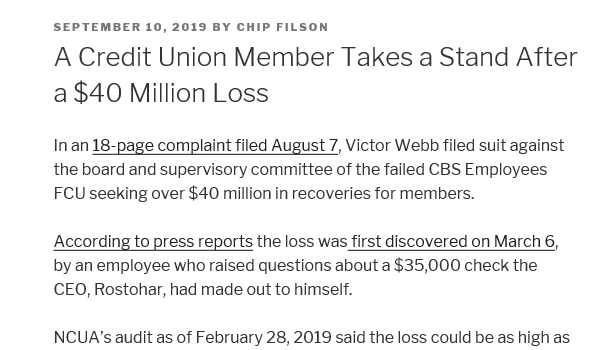 SEPTEMBER 10, 2019 BY CHIP FILSON
A Credit Union Member Takes a Stand After
a $40 Million Loss
In an 18-page complaint filed August 7, Victor Webb filed suit against
the board and supervisory committee of the failed CBS Employees
FCU seeking over $40 million in recoveries for members.
According to press reports the loss was first discovered on March 6,
by an employee who raised questions about a $35,000 check the
CEO, Rostohar, had made out to himself.
NCUA’s audit as of February 28, 2019 said the loss could be as high as